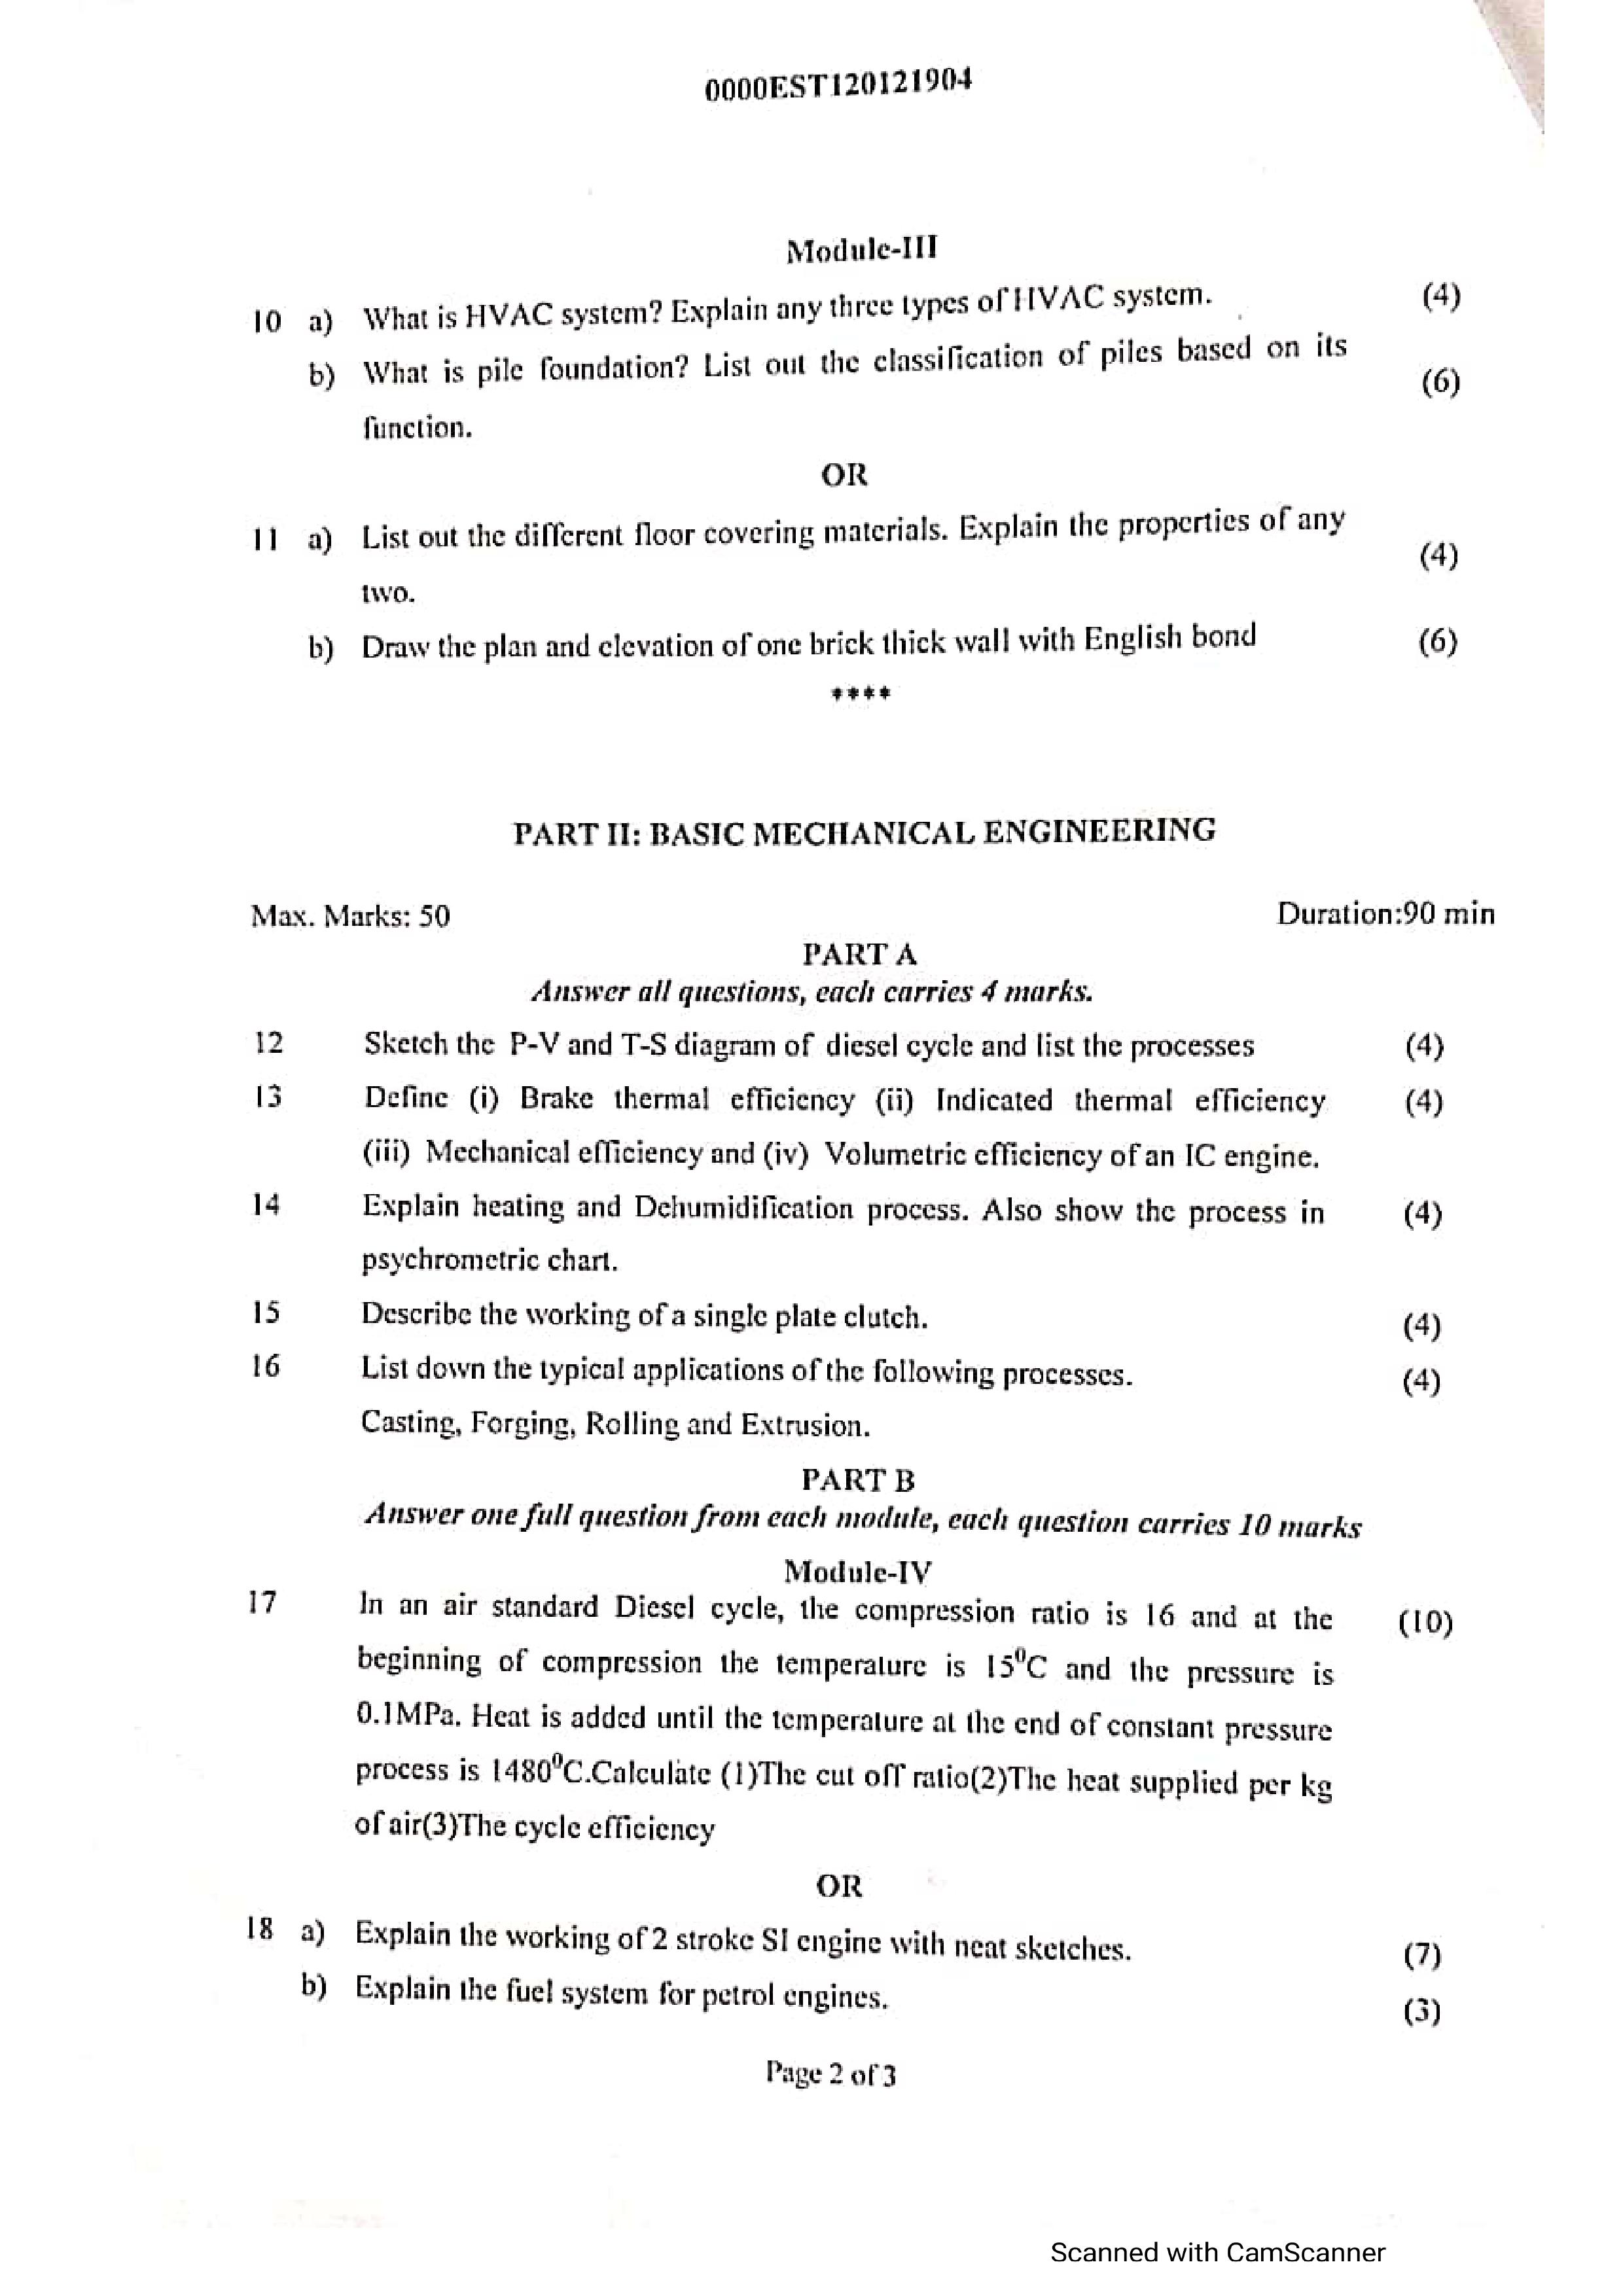 0000EST120121904
Module-III
10 a) What is HVAC system? Explain any three types of HVAC system. (4)
b) What is pile foundation? List out the classification of piles based on its (6)
function.
OR
11 a) List out the different floor covering materials. Explain the properties of any (4)
two.
b) Draw the plan and elevation of one brick thick wall with English bond (6)
****
PART II: BASIC MECHANICAL ENGINEERING
Max. Marks: 50 Duration:90 min
PART A
Answer all questions, each carries 4 marks.
12 Sketch the P-V and T-S diagram of diesel cycle and list the processes (4)
13 Define (i) Brake thermal efficiency (ii) Indicated thermal efficiency (4)
(iii) Mechanical efficiency and (iv) Volumetric efficiency of an IC engine.
14 Explain heating and Dehumidification process. Also show the process in (4)
psychrometric chart.
15 Describe the working of a single plate clutch. (4)
16 List down the typical applications of the following processes. (4)
Casting, Forging, Rolling and Extrusion.
PART B
Answer one full question from each module, each question carries 10 marks
Module-IV
17 In an air standard Diesel cycle, the compression ratio is 16 and at the (10)
beginning of compression the temperature is 15⁰C and the pressure is
0.1MPa. Heat is added until the temperature at the end of constant pressure
process is 1480⁰C.Calculate (1)The cut off ratio(2)The heat supplied per kg
of air(3)The cycle efficiency
OR
18 a) Explain the working of 2 stroke SI engine with neat sketches. (7)
b) Explain the fuel system for petrol engines. (3)
Page 2 of 3
Scanned with CamScanner